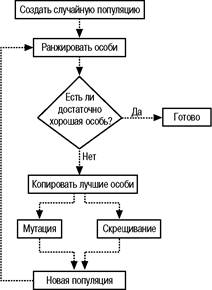 Создать случайную популяцию
Ранжировать особи
Есть ли
достаточно
хорошая особь?
Да
Готово
Нет
Копировать лучшие особи
Мутация
Скрещивание
Новая популяция